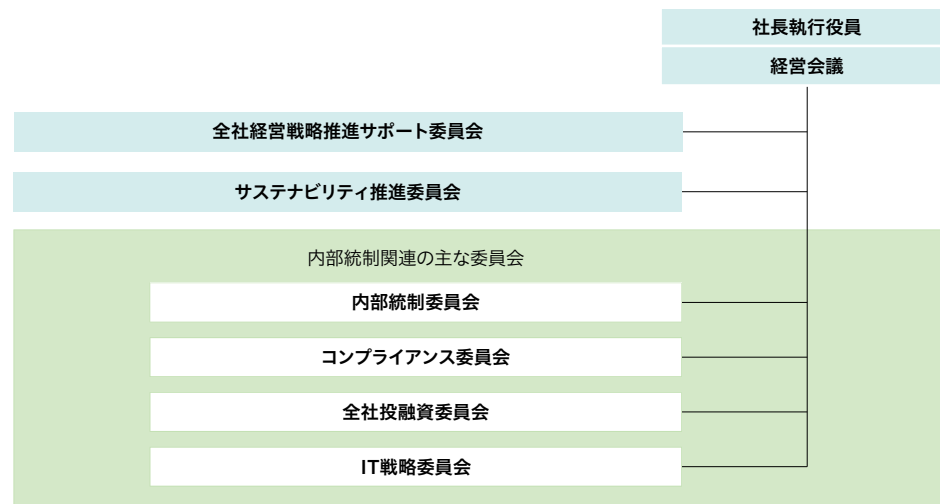 社長執行役員
経営会議
全社経営戦略推進サポート委員会
サステナビリティ推進委員会
内部統制関連の主な委員会
内部統制委員会
コンプライアンス委員会
全社投融資委員会
IT戦略委員会